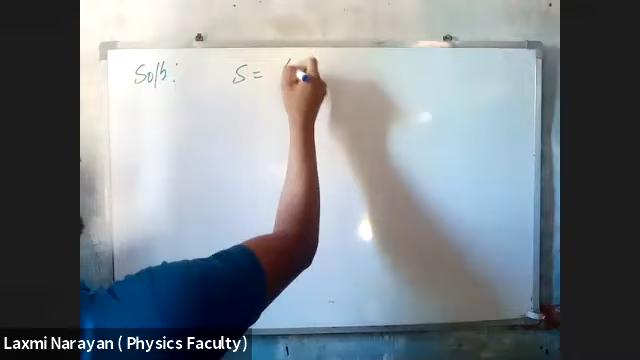 Solⁿ: S = (
Laxmi Narayan ( Physics Faculty)